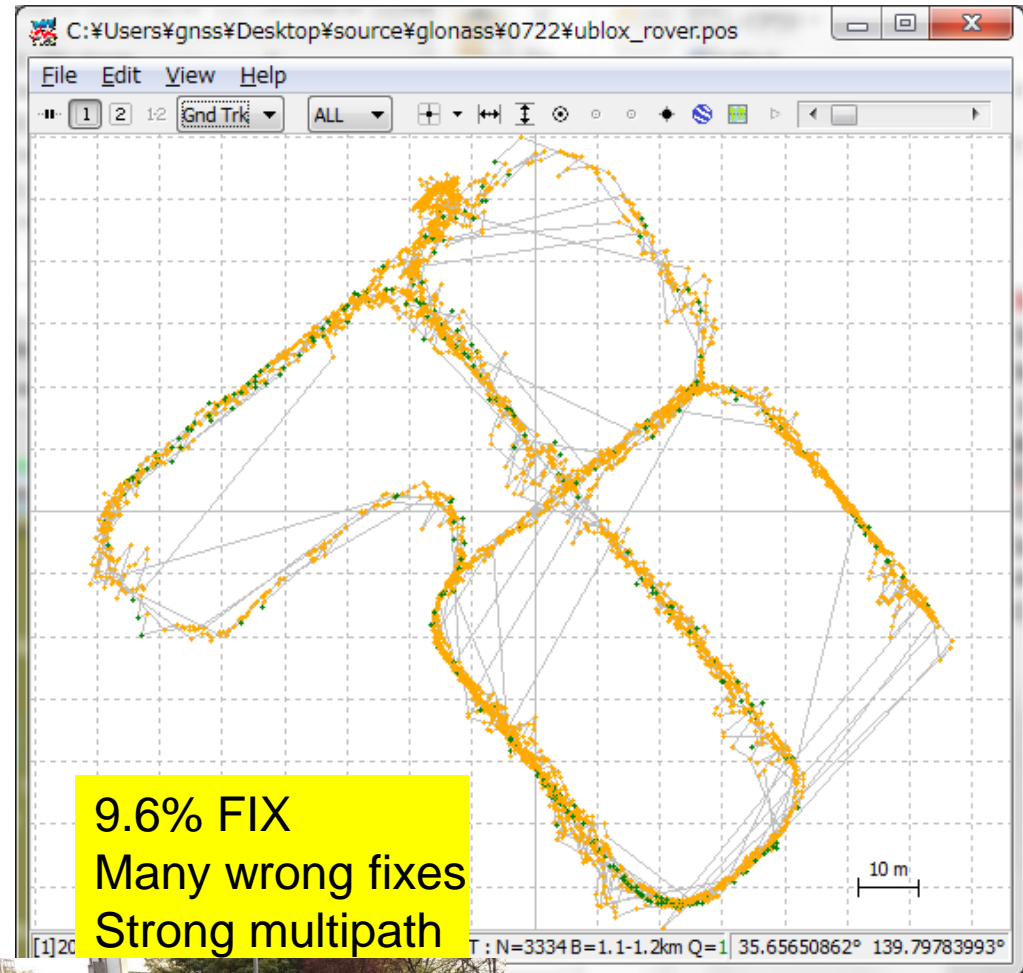 C:¥Users¥gnss¥Desktop¥source¥glonass¥0722¥ublox_rover.pos
File Edit View Help
1 2 1-2 Gnd Trk ALL
10 m
9.6% FIX
Many wrong fixes
Strong multipath
[1]20 T : N=3334 B=1.1-1.2km Q=1 35.65650862° 139.79783993°